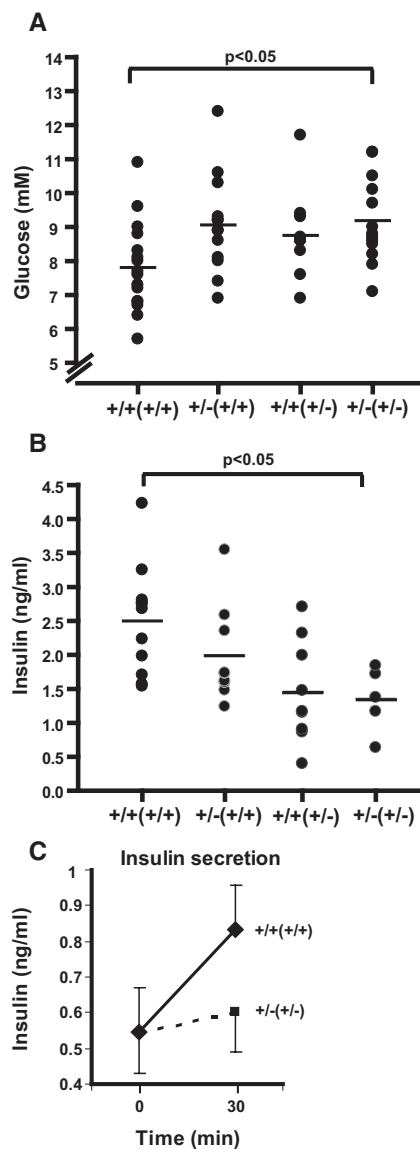 A
p<0.05
Glucose (mM)
14
13
12
11
10
9
8
7
6
5
+/+(+/+) +/-(+/+) +/+(+/-) +/-(+/-)
B
p<0.05
Insulin (ng/ml)
4.5
4.0
3.5
3.0
2.5
2.0
1.5
1.0
0.5
0.0
+/+(+/+) +/-(+/+) +/+(+/-) +/-(+/-)
C
Insulin secretion
Insulin (ng/ml)
1
0.9
0.8
0.7
0.6
0.5
0.4
+/+(+/+)
+/-(+/-)
0 30
Time (min)